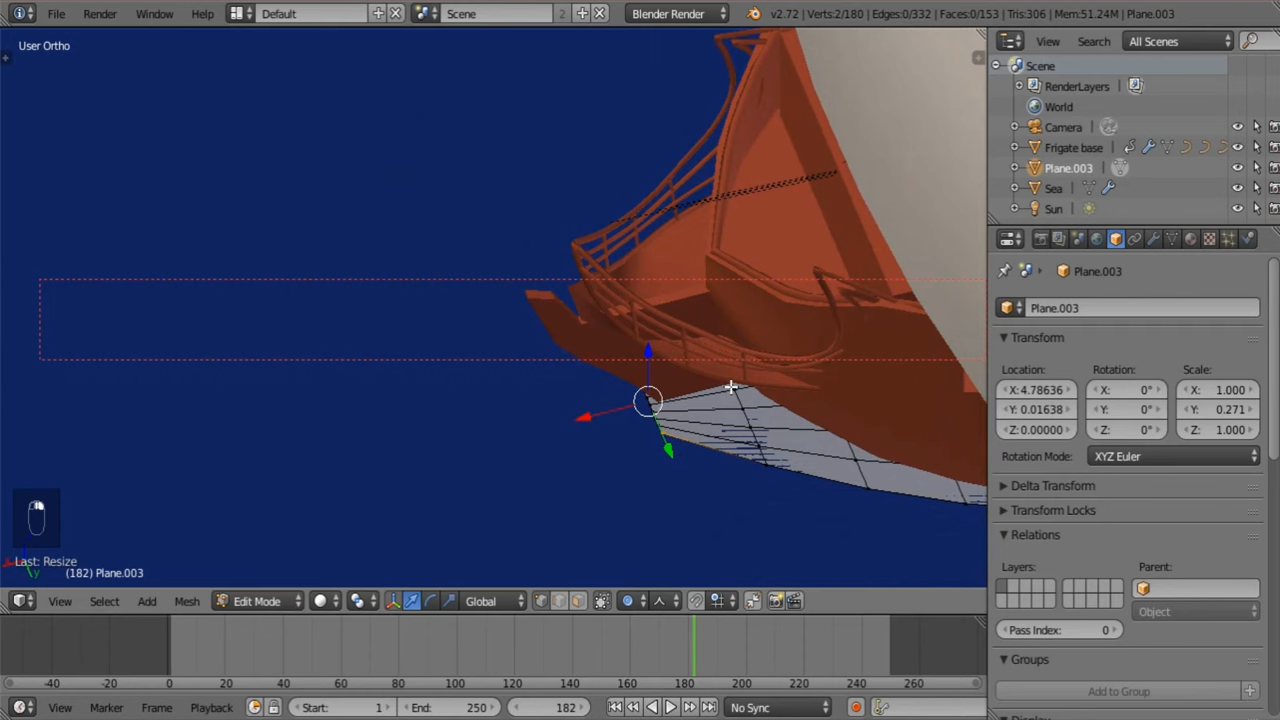 File Render Window Help Default Scene 2 Blender Render v2.72 | Verts:2/180 | Edges:0/332 | Faces:0/153 | Tris:306 | Mem:51.24M | Plane.003
User Ortho
View Search All Scenes
Scene
RenderLayers
World
Camera
Frigate base
Plane.003
Sea
Sun
Plane.003
Plane.003
Transform
Location: Rotation: Scale:
X: 4.78636 X: 0° X: 1.000
Y: 0.01638 Y: 0° Y: 0.271
Z: 0.00000 Z: 0° Z: 1.000
Rotation Mode: XYZ Euler
Delta Transform
Transform Locks
Relations
Layers: Parent:
Object
Pass Index: 0
Groups
Add to Group
Last: Resize
(182) Plane.003
View Select Add Mesh Edit Mode Global
-40 -20 0 20 40 60 80 100 120 140 160 180 200 220 240 260
View Marker Frame Playback Start: 1 End: 250 182 No Sync